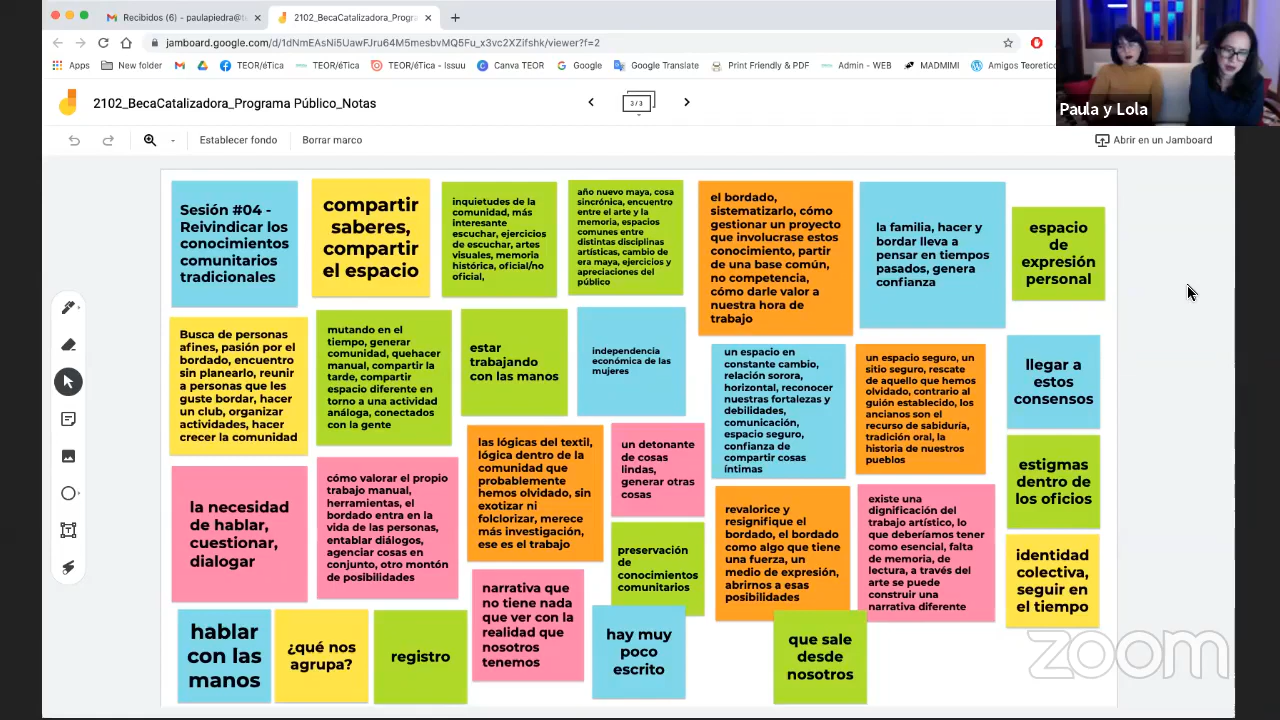 Recibidos (6) - paulapiedra@t
2102_BecaCatalizadora_Progra
jamboard.google.com/d/1dNmEAsNi5UawFJru64M5mesbvMQ5Fu_x3vc2XZifshk/viewer?f=2
Apps
New folder
TEOR/éTica
TEOR/éTica
TEOR/éTica - Issuu
Canva TEOR
Google
Google Translate
Print Friendly & PDF
Admin - WEB
MADMIMI
Amigos Teoretic
Paula y Lola
2102_BecaCatalizadora_Programa Público_Notas
3 / 3
Establecer fondo
Borrar marco
Abrir en un Jamboard
Sesión #04 -
Reivindicar los
conocimientos
comunitarios
tradicionales
compartir
saberes,
compartir
el espacio
inquietudes de la
comunidad, más
interesante
escuchar, ejercicios
de escuchar, artes
visuales, memoria
histórica, oficial/no
oficial,
año nuevo maya, cosa
sincrónica, encuentro
entre el arte y la
memoria, espacios
comunes entre
distintas disciplinas
artísticas, cambio de
era maya, ejercicios y
apreciaciones del
público
el bordado,
sistematizarlo, cómo
gestionar un proyecto
que involucrase estos
conocimiento, partir
de una base común,
no competencia,
cómo darle valor a
nuestra hora de
trabajo
la familia, hacer y
bordar lleva a
pensar en tiempos
pasados, genera
confianza
espacio
de
expresión
personal
Busca de personas
afines, pasión por el
bordado, encuentro
sin planearlo, reunir
a personas que les
guste bordar, hacer
un club, organizar
actividades, hacer
crecer la comunidad
mutando en el
tiempo, generar
comunidad, quehacer
manual, compartir la
tarde, compartir
espacio diferente en
torno a una actividad
análoga, conectados
con la gente
estar
trabajando
con las manos
independencia
económica de las
mujeres
un espacio en
constante cambio,
relación sorora,
horizontal, reconocer
nuestras fortalezas y
debilidades,
comunicación,
espacio seguro,
confianza de
compartir cosas
íntimas
un espacio seguro, un
sitio seguro, rescate
de aquello que hemos
olvidado, contrario al
guión establecido, los
ancianos son el
recurso de sabiduría,
tradición oral, la
historia de nuestros
pueblos
llegar a
estos
consensos
la necesidad
de hablar,
cuestionar,
dialogar
cómo valorar el propio
trabajo manual,
herramientas, el
bordado entra en la
vida de las personas,
entablar diálogos,
agenciar cosas en
conjunto, otro montón
de posibilidades
las lógicas del textil,
lógica dentro de la
comunidad que
probablemente
hemos olvidado, sin
exotizar ni
folclorizar, merece
más investigación,
ese es el trabajo
un detonante
de cosas
lindas,
generar otras
cosas
preservación
de
conocimientos
comunitarios
revalorice y
resignifique el
bordado, el bordado
como algo que tiene
una fuerza, un
medio de expresión,
abrirnos a esas
posibilidades
existe una
dignificación del
trabajo artístico, lo
que deberíamos tener
como esencial, falta
de memoria, de
lectura, a través del
arte se puede
construir una
narrativa diferente
estigmas
dentro de
los oficios
identidad
colectiva,
seguir en
el tiempo
hablar
con las
manos
¿qué nos
agrupa?
registro
narrativa que
no tiene nada
que ver con la
realidad que
nosotros
tenemos
hay muy
poco
escrito
que sale
desde
nosotros
zoom